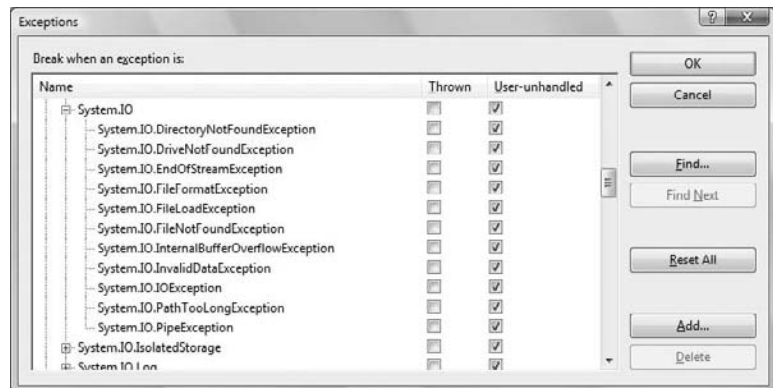 Exceptions
Break when an exception is:
Name Thrown User-unhandled
System.IO
System.IO.DirectoryNotFoundException
System.IO.DriveNotFoundException
System.IO.EndOfStreamException
System.IO.FileFormatException
System.IO.FileLoadException
System.IO.FileNotFoundException
System.IO.InternalBufferOverflowException
System.IO.InvalidDataException
System.IO.IOException
System.IO.PathTooLongException
System.IO.PipeException
System.IO.IsolatedStorage
System.IO.Log
OK
Cancel
Find...
Find Next
Reset All
Add...
Delete